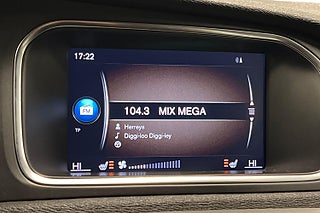 17:22
104.3 MIX MEGA
FM
Herreys
TP
Diggi-loo Diggi-ley
HI HI